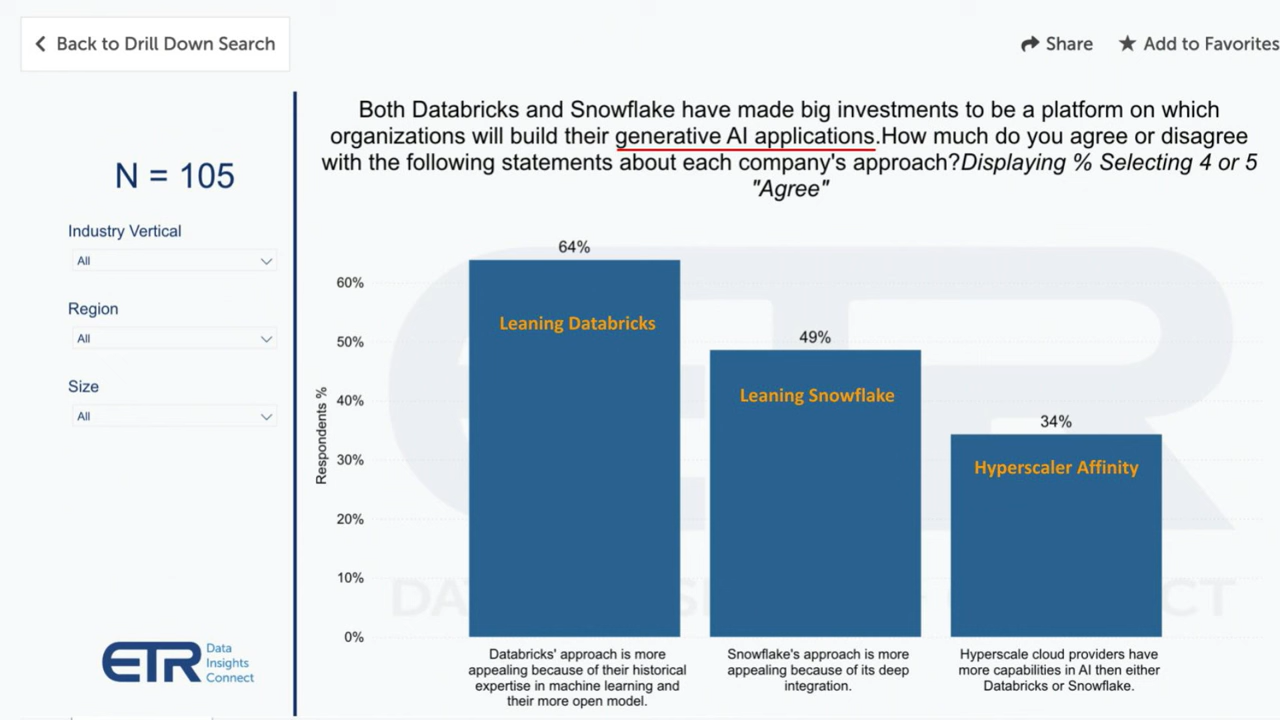 Back to Drill Down Search
Share
Add to Favorites
Both Databricks and Snowflake have made big investments to be a platform on which
organizations will build their generative AI applications.How much do you agree or disagree
with the following statements about each company's approach?Displaying % Selecting 4 or 5
"Agree"
N = 105
Industry Vertical
All
Region
All
Size
All
ETR Data
Insights
Connect
Respondents %
60%
50%
40%
30%
20%
10%
0%
64%
Leaning Databricks
49%
Leaning Snowflake
34%
Hyperscaler Affinity
Databricks' approach is more
appealing because of their historical
expertise in machine learning and
their more open model.
Snowflake's approach is more
appealing because of its deep
integration.
Hyperscale cloud providers have
more capabilities in AI then either
Databricks or Snowflake.